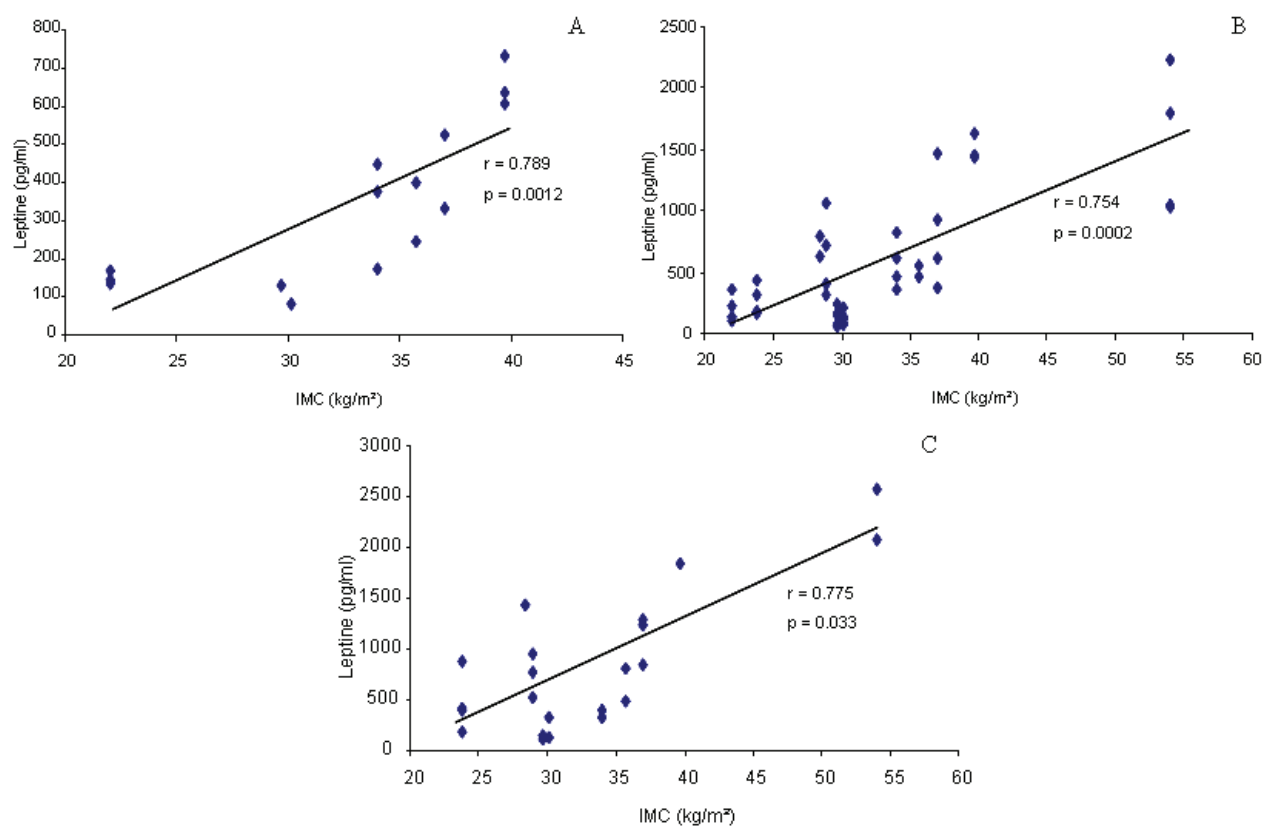 A
800
700
600
500
400
300
200
100
0
Leptine (pg/ml)
r = 0.789
p = 0.0012
20 25 30 35 40 45
IMC (kg/m²)
B
2500
2000
1500
1000
500
0
Leptine (pg/ml)
r = 0.754
p = 0.0002
20 25 30 35 40 45 50 55 60
IMC (kg/m²)
C
3000
2500
2000
1500
1000
500
0
Leptine (pg/ml)
r = 0.775
p = 0.033
20 25 30 35 40 45 50 55 60
IMC (kg/m²)